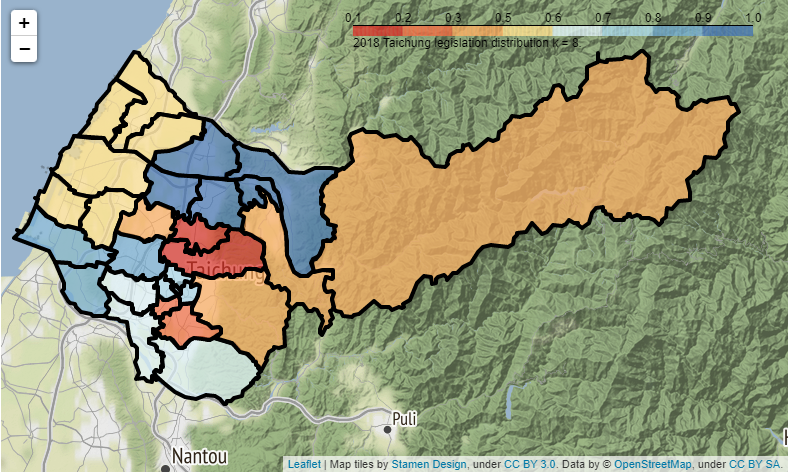 +
−
0.1 0.2 0.3 0.5 0.6 0.7 0.8 0.9 1.0
2018 Taichung legislation distribution k = 8
Taichung
Puli
Nantou
Leaflet | Map tiles by Stamen Design, under CC BY 3.0. Data by © OpenStreetMap, under CC BY SA.